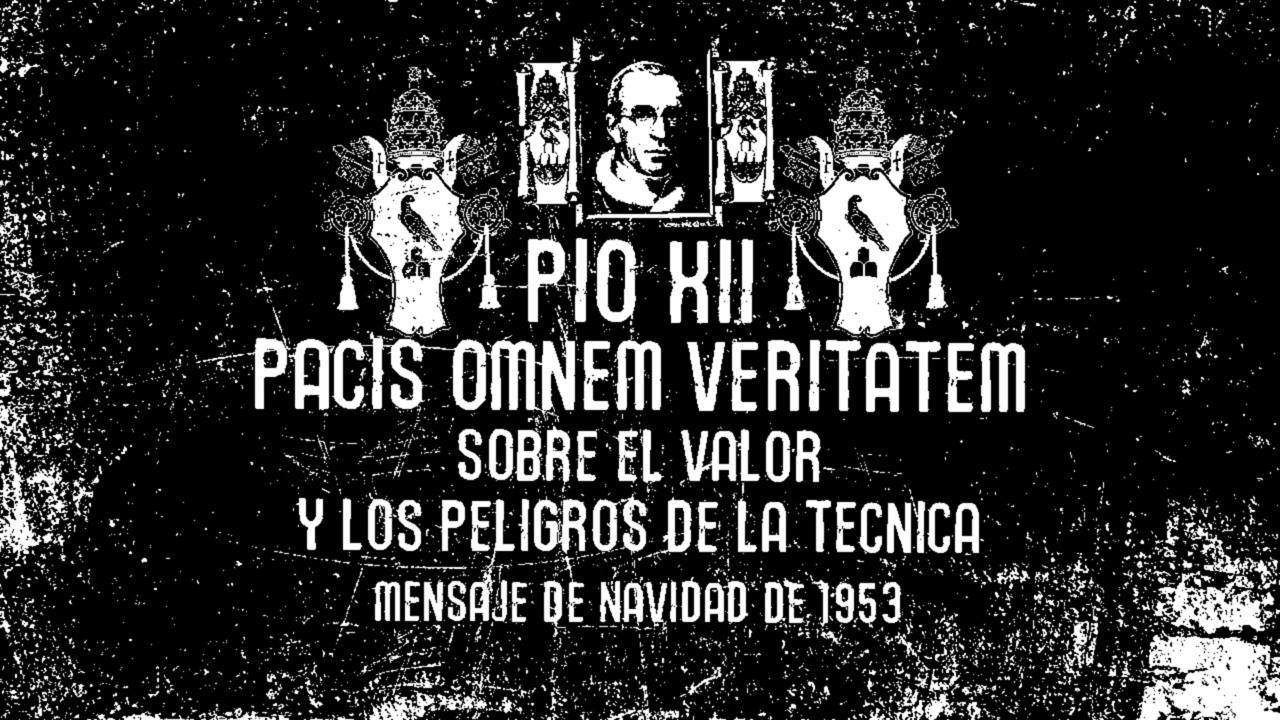 PIO XII
PACIS OMNEM VERITATEM
SOBRE EL VALOR
Y LOS PELIGROS DE LA TECNICA
MENSAJE DE NAVIDAD DE 1953